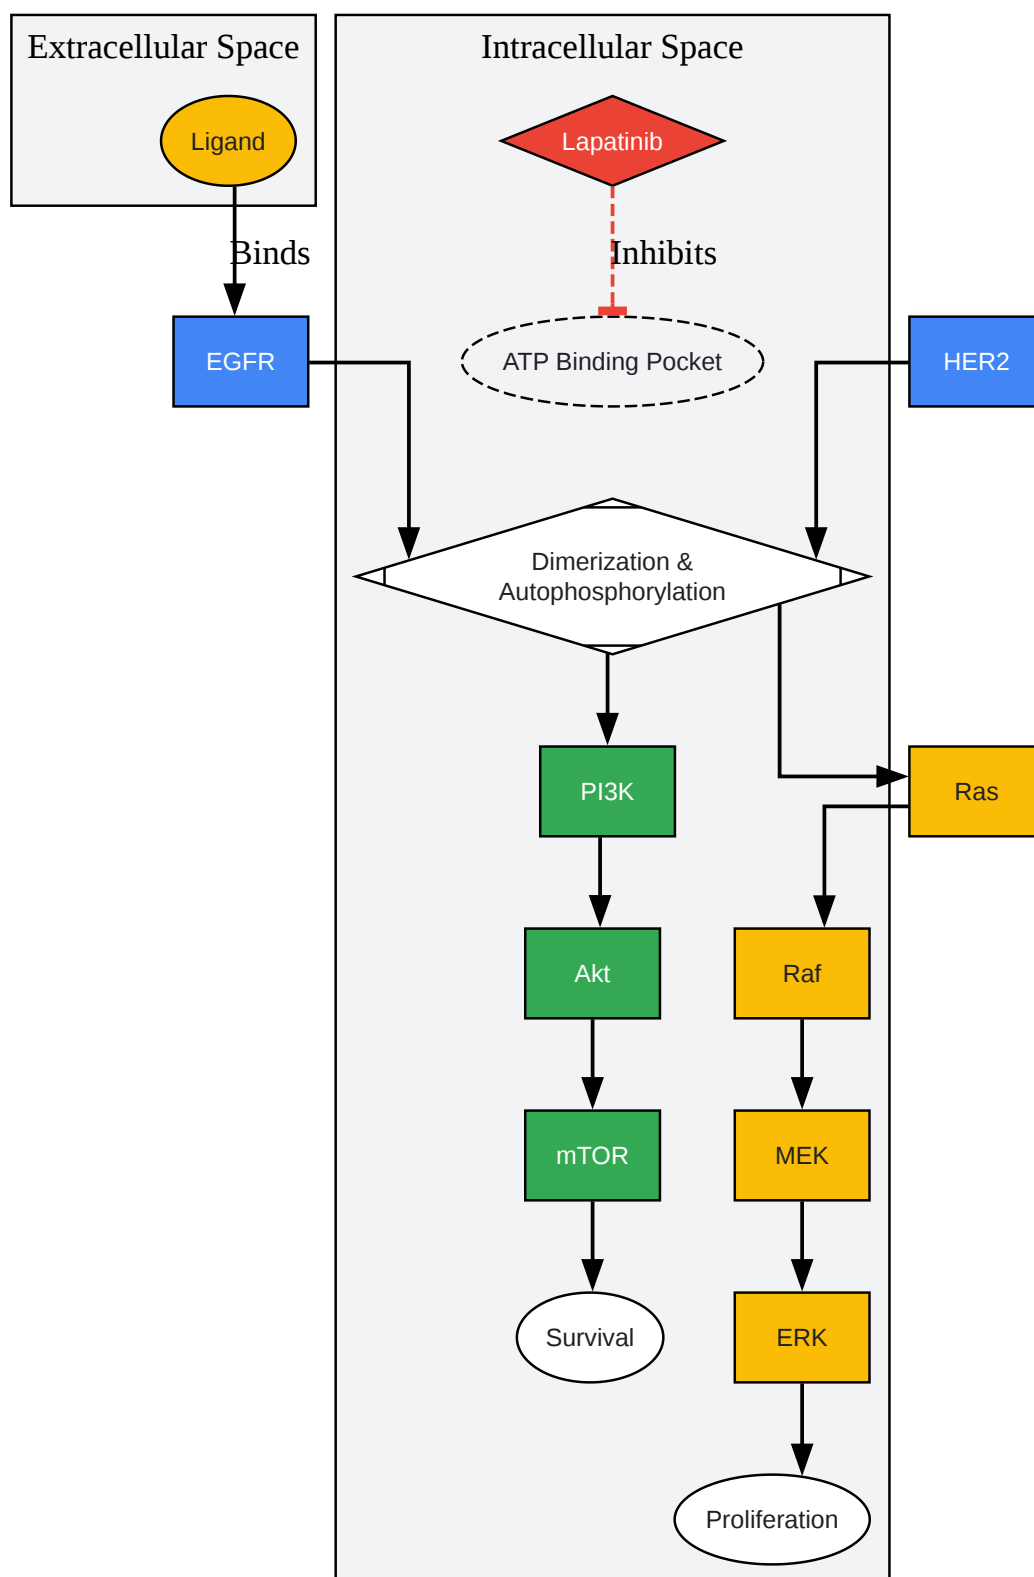 Extracellular Space
Intracellular Space
Ligand
Lapatinib
Binds
Inhibits
EGFR
ATP Binding Pocket
HER2
Dimerization &
Autophosphorylation
PI3K
Ras
Akt
Raf
mTOR
MEK
Survival
ERK
Proliferation